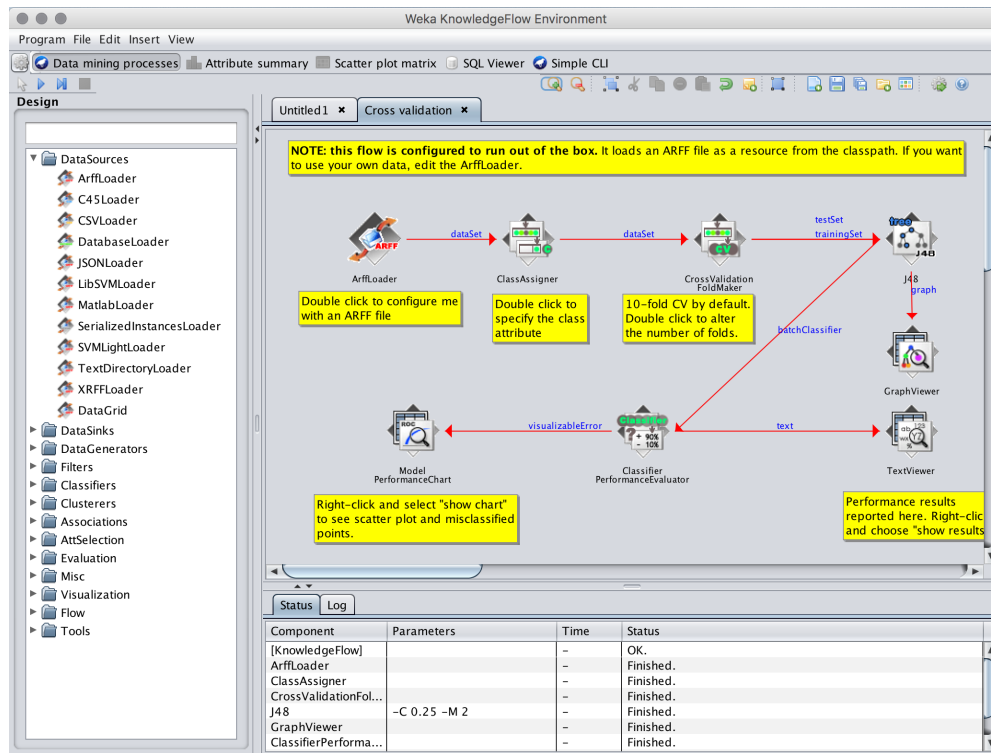 Weka KnowledgeFlow Environment
Program File Edit Insert View
Data mining processes Attribute summary Scatter plot matrix SQL Viewer Simple CLI
Design
Untitled1 × Cross validation ×
DataSources
ArffLoader
C45Loader
CSVLoader
DatabaseLoader
JSONLoader
LibSVMLoader
MatlabLoader
SerializedInstancesLoader
SVMLightLoader
TextDirectoryLoader
XRFFLoader
DataGrid
DataSinks
DataGenerators
Filters
Classifiers
Clusterers
Associations
AttSelection
Evaluation
Misc
Visualization
Flow
Tools
NOTE: this flow is configured to run out of the box. It loads an ARFF file as a resource from the classpath. If you want
to use your own data, edit the ArffLoader.
ARFF
ArffLoader
Double click to configure me
with an ARFF file
dataSet
C
ClassAssigner
Double click to
specify the class
attribute
dataSet
CV
CrossValidation
FoldMaker
10-fold CV by default.
Double click to alter
the number of folds.
testSet
trainingSet
tree
J48
J48
graph
GraphViewer
batchClassifier
ROC
Model
PerformanceChart
Right-click and select "show chart"
to see scatter plot and misclassified
points.
visualizableError
Classifier
? + 90%
- 10%
Classifier
PerformanceEvaluator
text
ab 123
wx YZ
%
TextViewer
Performance results
reported here. Right-clic
and choose "show results
Status Log
Component Parameters Time Status
[KnowledgeFlow] - OK.
ArffLoader - Finished.
ClassAssigner - Finished.
CrossValidationFol... - Finished.
J48 -C 0.25 -M 2 - Finished.
GraphViewer - Finished.
ClassifierPerforma... - Finished.